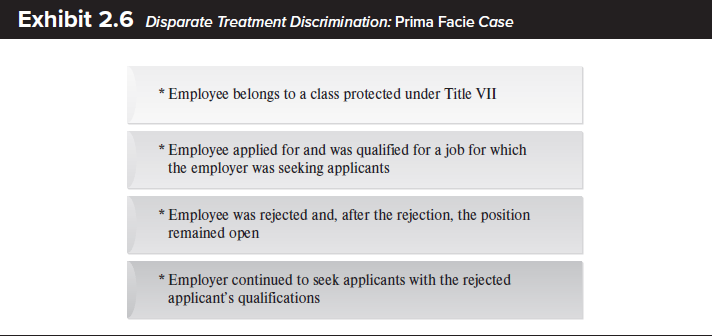 Exhibit 2.6 Disparate Treatment Discrimination: Prima Facie Case
* Employee belongs to a class protected under Title VII
* Employee applied for and was qualified for a job for which
the employer was seeking applicants
* Employee was rejected and, after the rejection, the position
remained open
* Employer continued to seek applicants with the rejected
applicant's qualifications